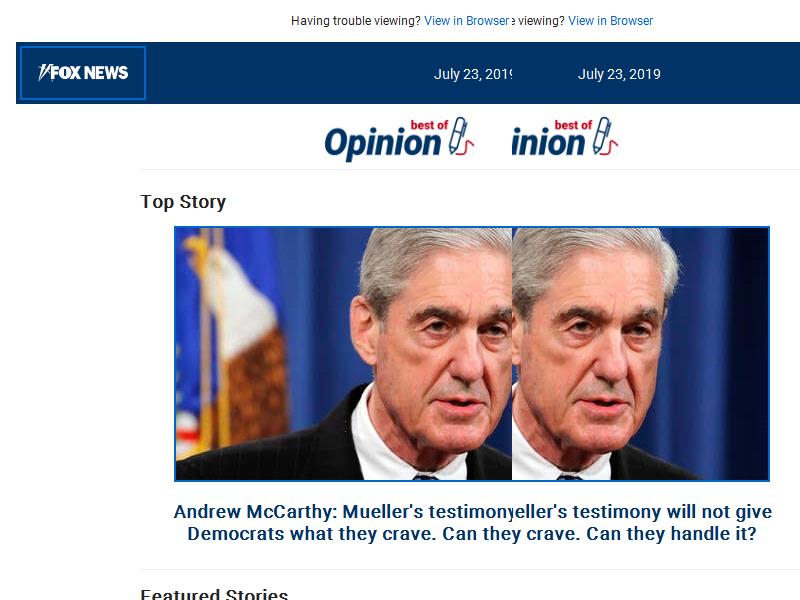 Having trouble viewing? View in Browser e viewing? View in Browser
FOX NEWS
July 23, 2019 July 23, 2019
best of best of
Opinion inion
Top Story
Andrew McCarthy: Mueller's testimonyeller's testimony will not give
Democrats what they crave. Can they crave. Can they handle it?
Featured Stories